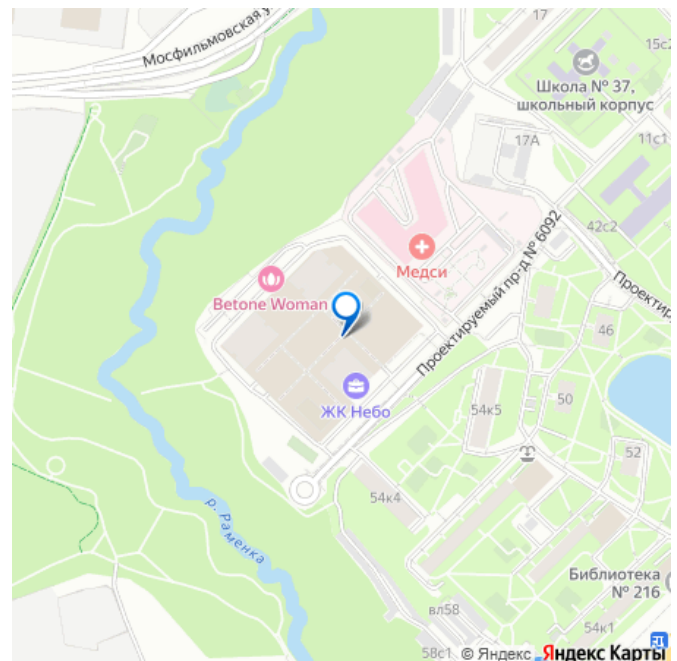 Мосфильмовская у
17
15с2
Школа № 37,
школьный корпус
17А
11с1
42с2
Проектируемый пр-д № 6092
Медси
Betone Woman
Проектир
46
ЖК Небо
50
54к5
52
54к4
р. Раменка
Библиотека
№ 216
вл58
54к1
58с1
© Яндекс Яндекс Карты